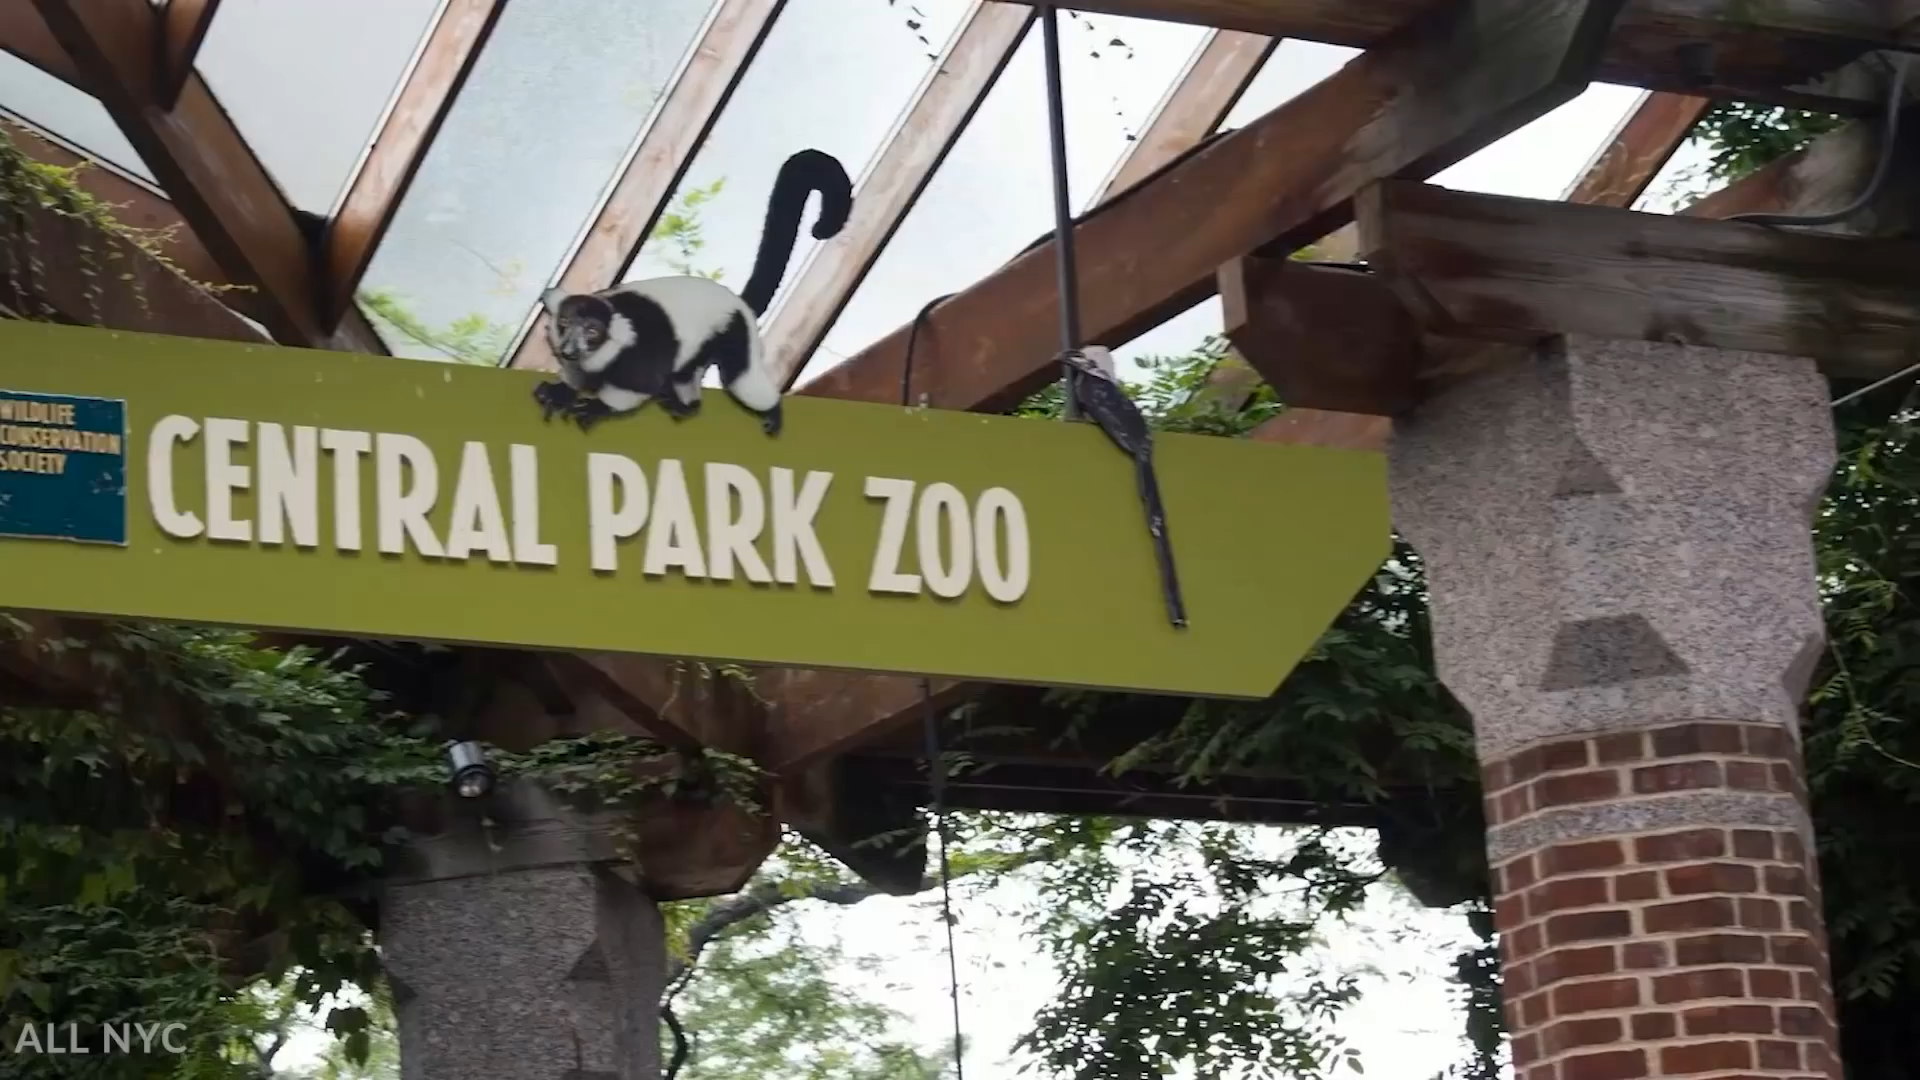 WILDLIFE
CONSERVATION
SOCIETY
CENTRAL PARK ZOO
ALL NYC